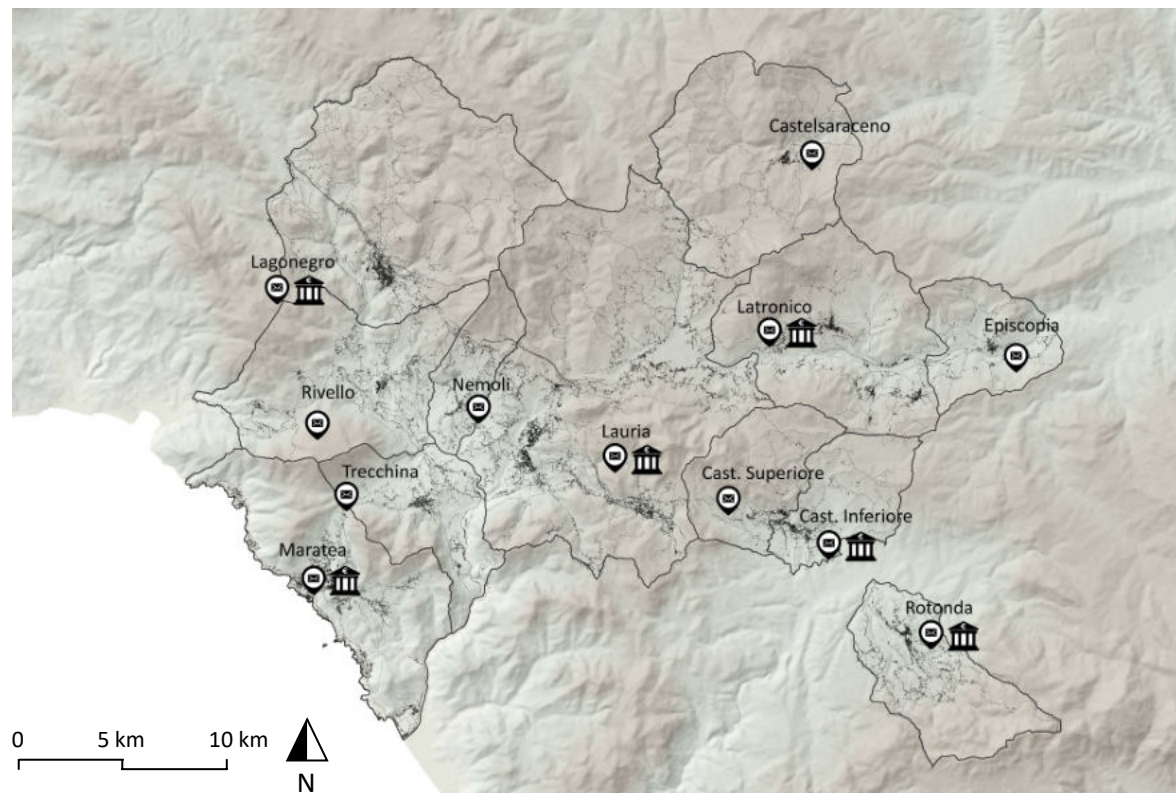 Castelsaraceno
Lagonegro
Latronico
Episcopia
Rivello
Nemoli
Lauria
Trecchina
Cast. Superiore
Cast. Inferiore
Maratea
Rotonda
0 5 km 10 km
N